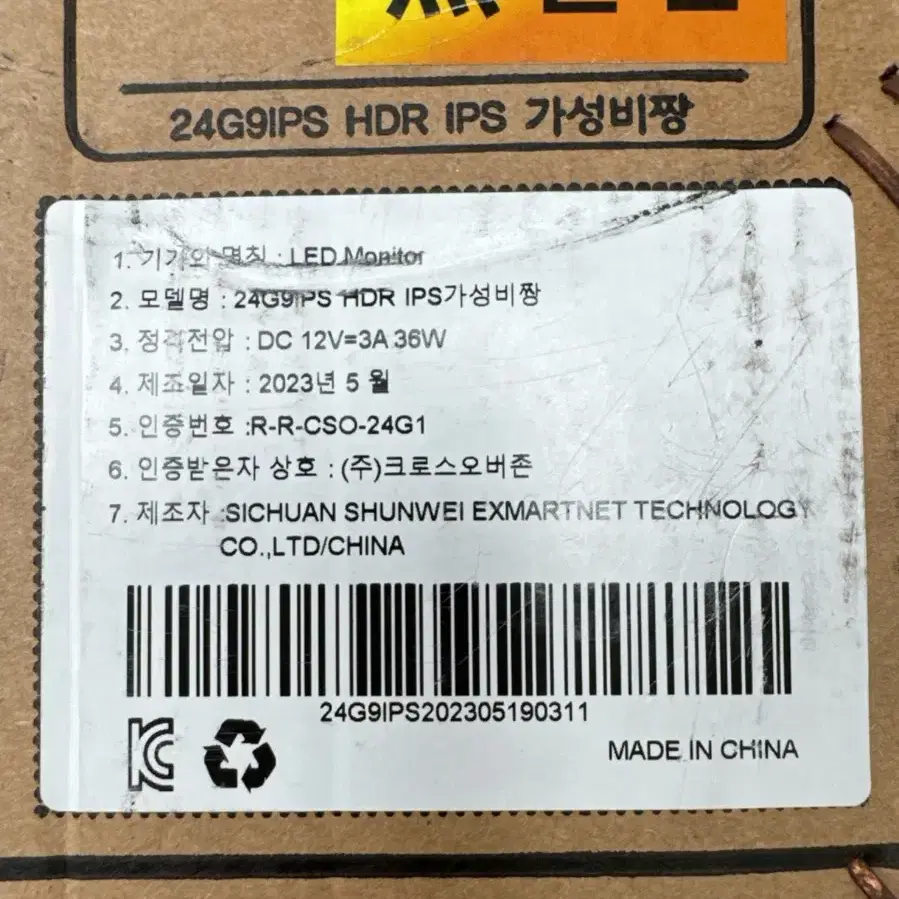 24G9IPS HDR IPS 가성비짱
1. 기기의 명칭 : LED Monitor
2. 모델명 : 24G9IPS HDR IPS가성비짱
3. 정격전압 : DC 12V=3A 36W
4. 제조일자 : 2023년 5 월
5. 인증번호 :R-R-CSO-24G1
6. 인증받은자 상호 : (주)크로스오버존
7. 제조자 :SICHUAN SHUNWEI EXMARTNET TECHNOLOGY
CO.,LTD/CHINA
24G9IPS202305190311
MADE IN CHINA